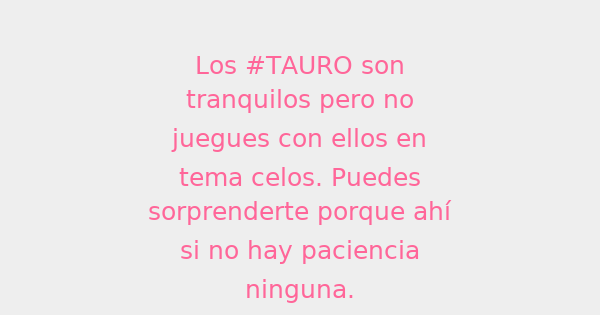 Los #TAURO son
tranquilos pero no
juegues con ellos en
tema celos. Puedes
sorprenderte porque ahí
si no hay paciencia
ninguna.